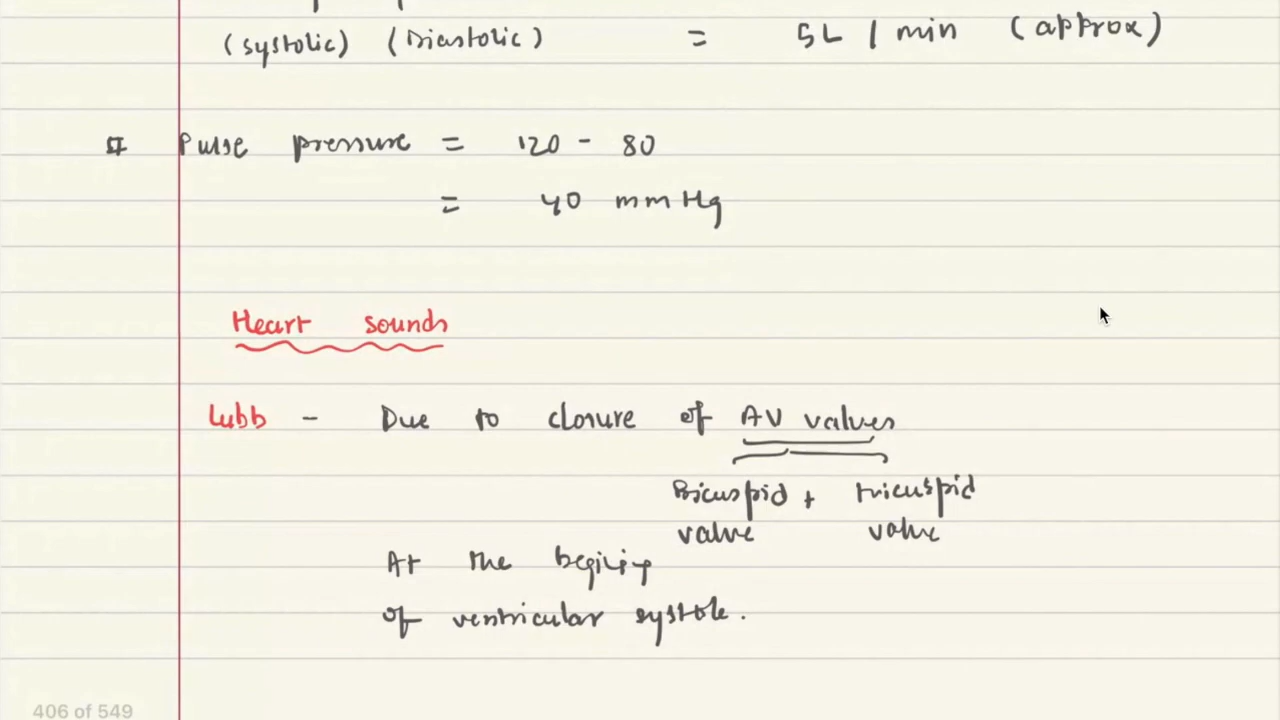 (systolic) (Diastolic) = 5L / min (approx)
# Pulse pressure = 120 - 80
= 40 mmHg
Heart sounds
Lubb - Due to closure of AV valves
Bicuspid + tricuspid
valve valve
At the
of ventricular systole.
406 of 549